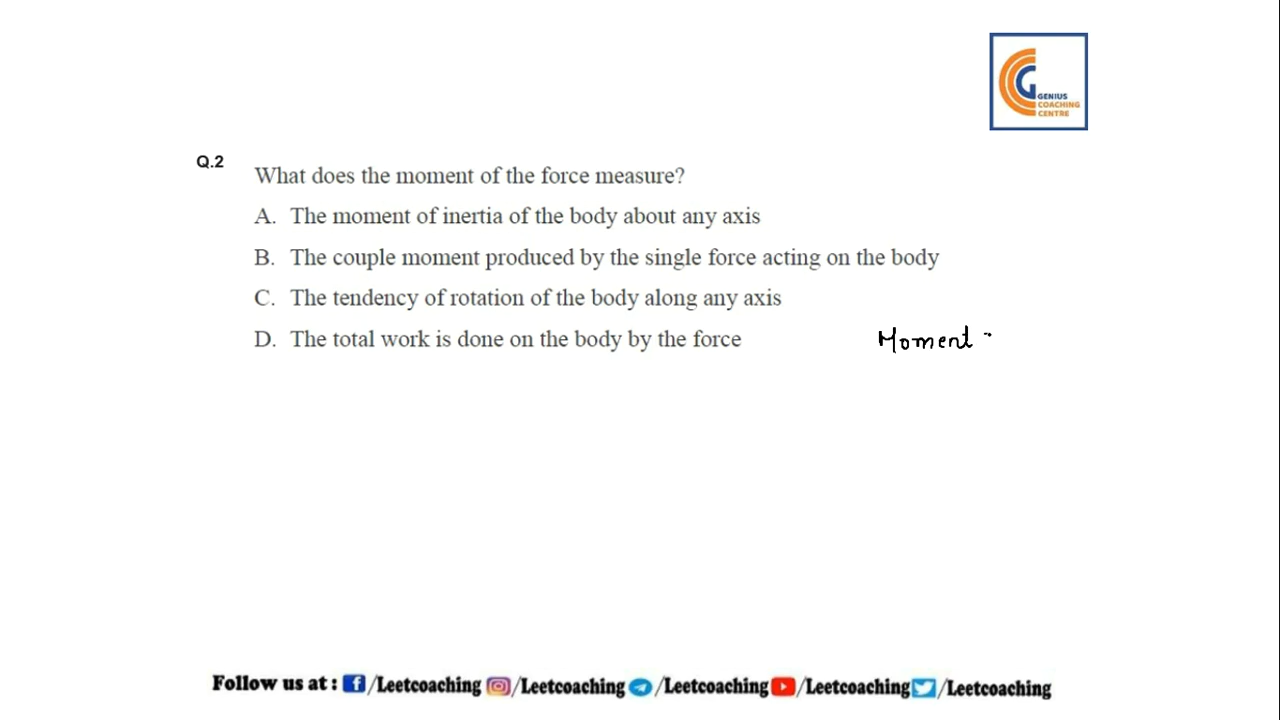 GENIUS
COACHING
CENTRE
Q.2
What does the moment of the force measure?
A. The moment of inertia of the body about any axis
B. The couple moment produced by the single force acting on the body
C. The tendency of rotation of the body along any axis
D. The total work is done on the body by the force
Moment
Follow us at : /Leetcoaching /Leetcoaching /Leetcoaching /Leetcoaching /Leetcoaching